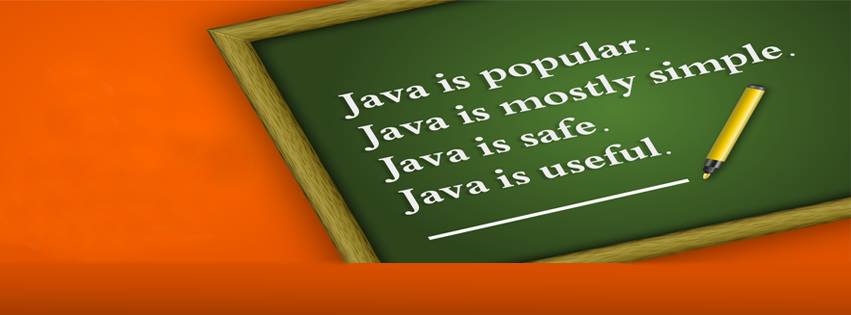 Java is popular.
Java is mostly simple.
Java is safe.
Java is useful.